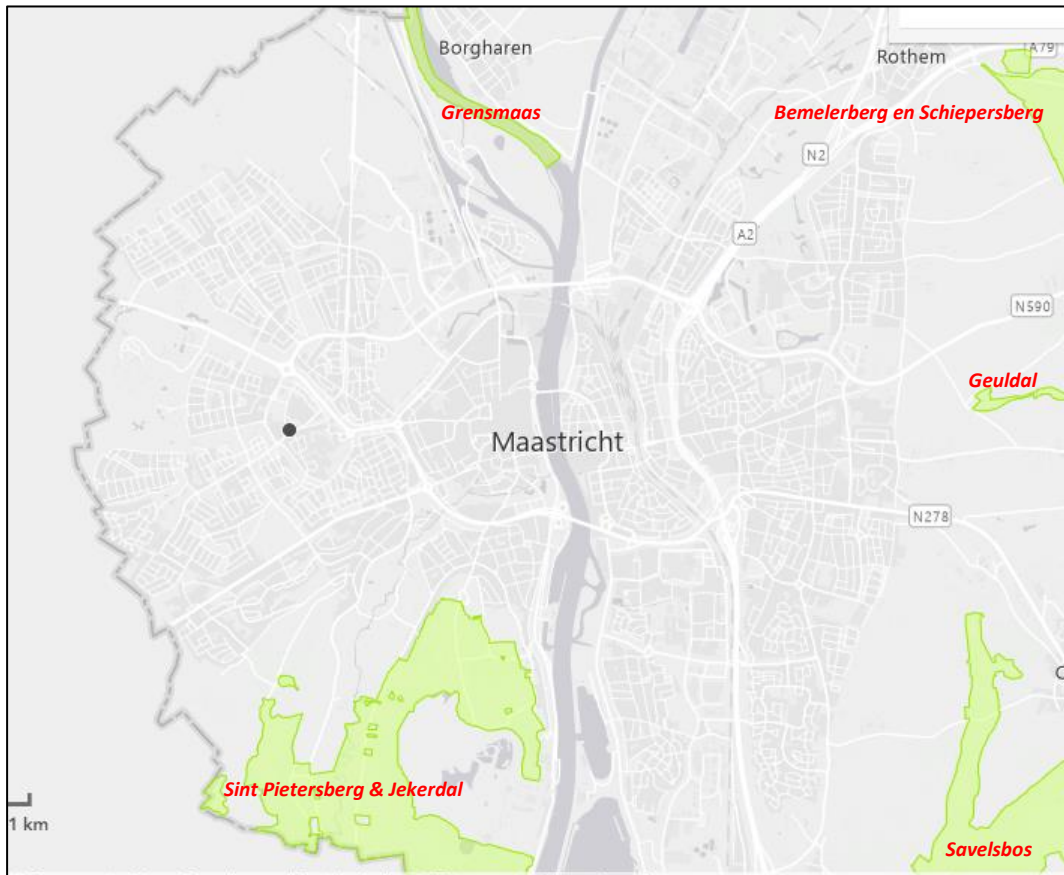 Borgharen
A79
Rothem
Grensmaas
Bemelerberg en Schiepersberg
N2
A2
N590
Geuldal
Maastricht
N278
C
Sint Pietersberg & Jekerdal
1 km
Savelsbos